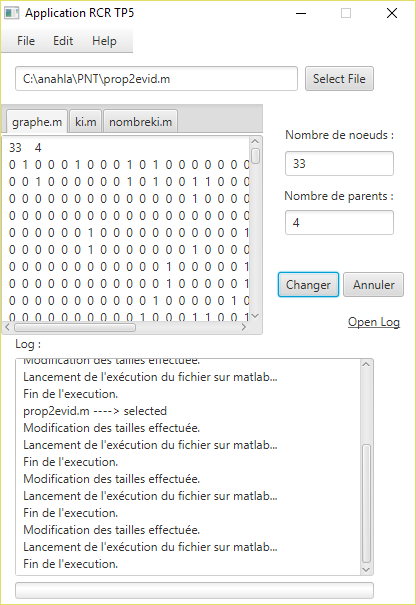 Application RCR TP5
File Edit Help
C:\anahla\PNT\prop2evid.m
Select File
graphe.m ki.m nombreki.m
33 4
0 1 0 0 0 1 0 0 0 1 0 1 0 0 0 0 0 0 0
0 0 1 0 0 0 0 0 0 1 0 1 0 0 1 1 0 0 0
0 0 0 0 0 0 0 0 0 0 0 0 0 0 0 0 0 0 0
0 0 0 0 0 0 0 0 0 0 0 0 0 0 0 0 0 0 0
0 0 0 0 0 0 1 0 0 0 0 0 0 0 0 0 0 0 1
0 0 0 0 0 0 0 0 0 0 0 0 0 0 1 0 0 0 0
0 0 0 0 0 0 0 0 0 0 0 0 1 0 0 0 0 0 1
0 0 0 0 0 0 0 0 0 0 0 0 1 0 0 0 0 0 0
0 0 0 0 0 0 0 0 0 0 0 0 0 0 0 0 0 1 0
0 0 0 0 0 0 1 0 0 0 1 0 0 0 1 1 0 0 1
Nombre de noeuds :
33
Nombre de parents :
4
Changer Annuler
Open Log
Log :
Modification des tailles effectuée.
Lancement de l'exécution du fichier sur matlab...
Fin de l'execution.
prop2evid.m ----> selected
Modification des tailles effectuée.
Lancement de l'exécution du fichier sur matlab...
Fin de l'execution.
Modification des tailles effectuée.
Lancement de l'exécution du fichier sur matlab...
Fin de l'execution.
Modification des tailles effectuée.
Lancement de l'exécution du fichier sur matlab...
Fin de l'execution.